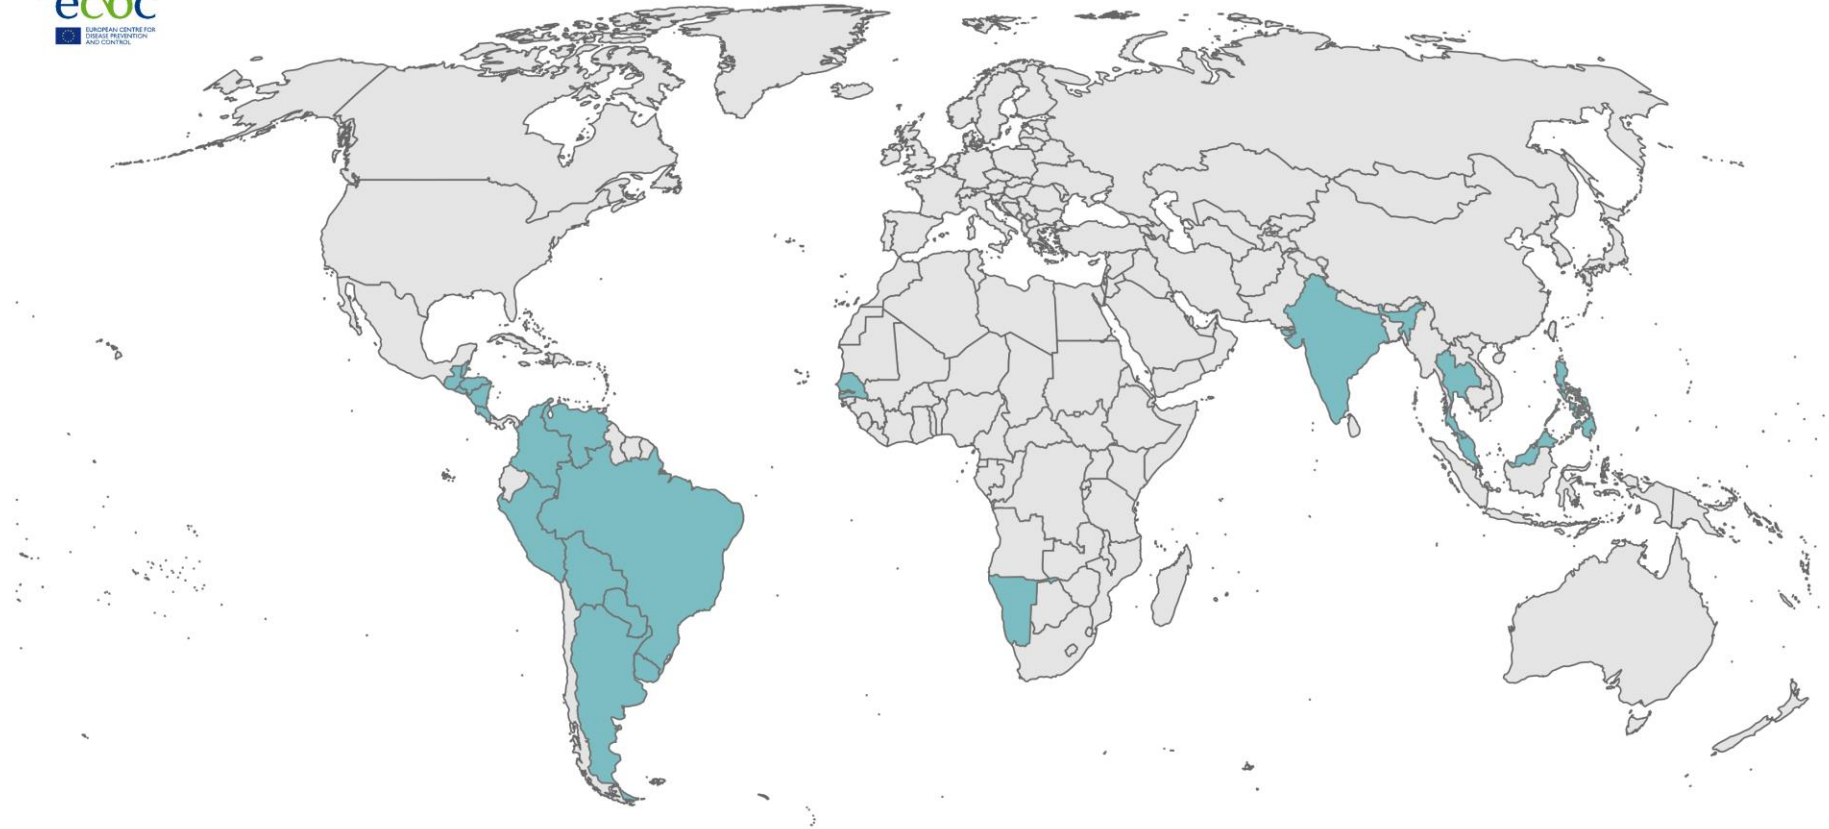 ecdc
EUROPEAN CENTRE FOR
DISEASE PREVENTION
AND CONTROL